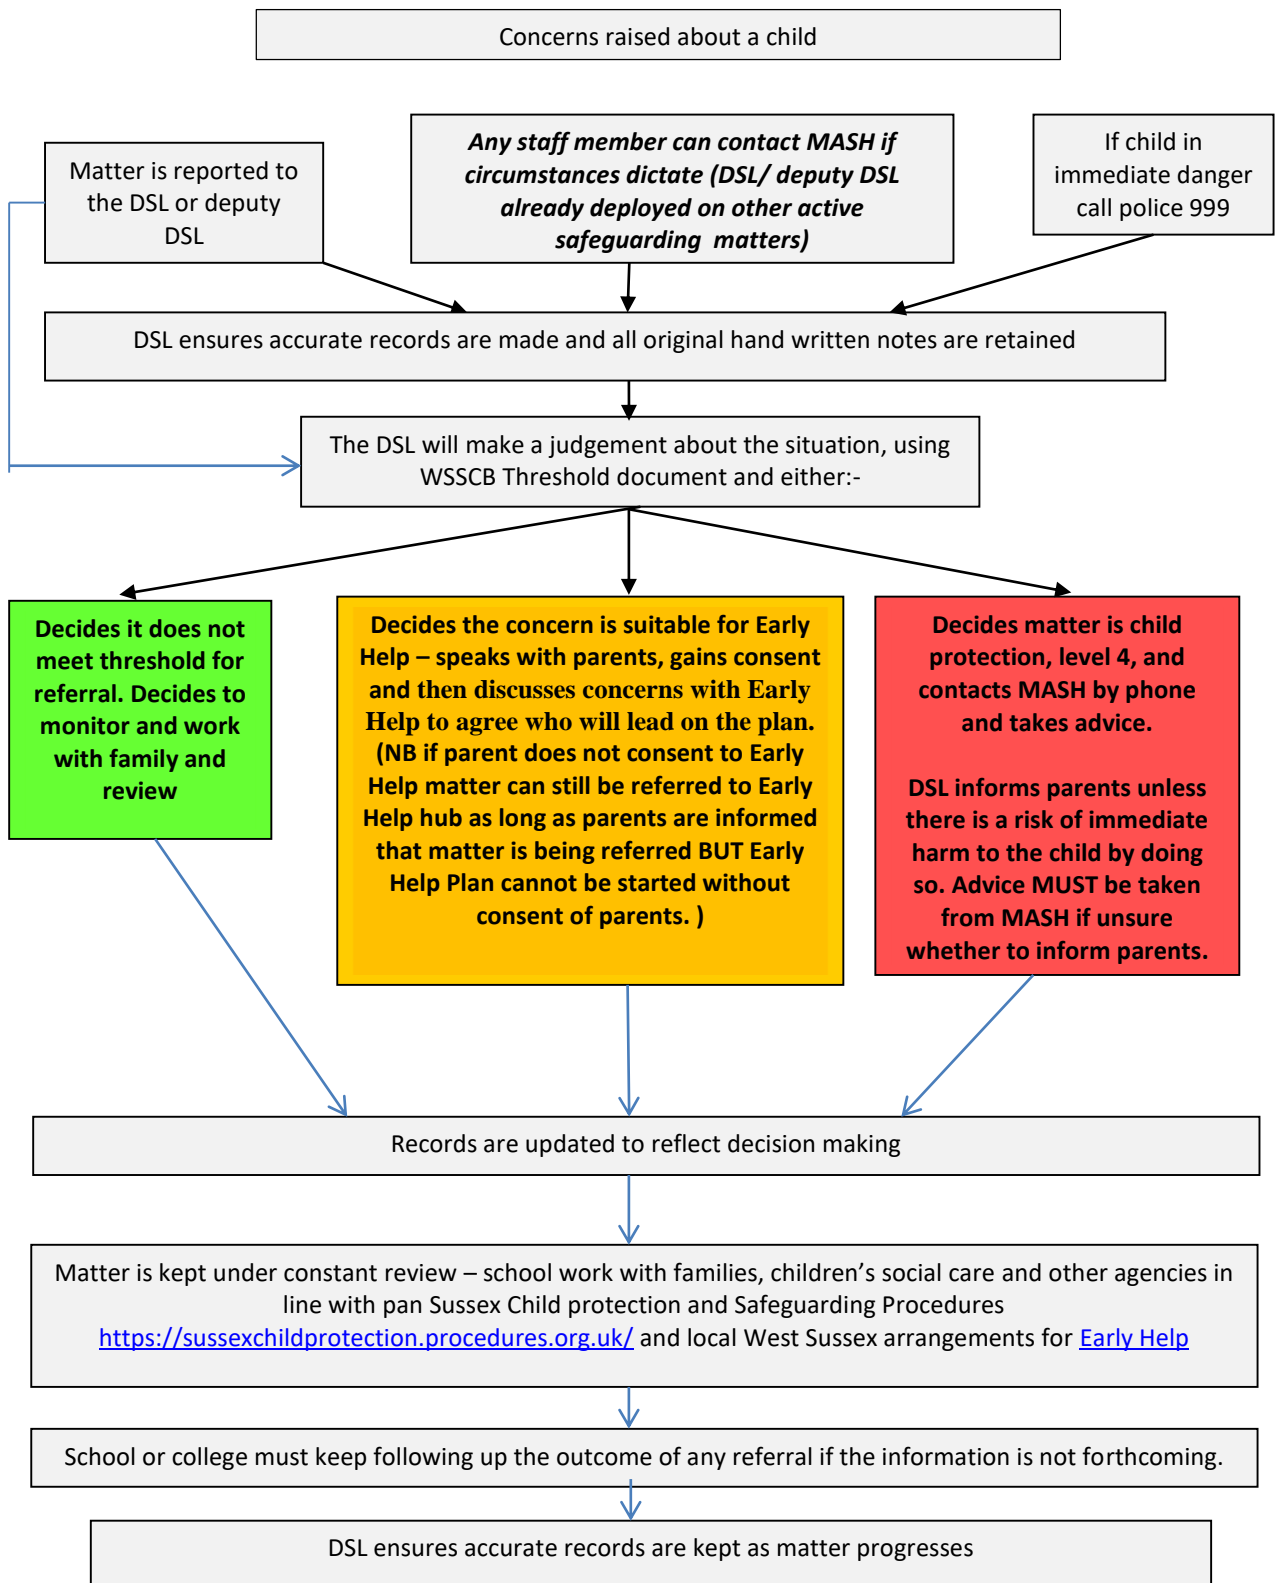 Concerns raised about a child
Matter is reported to
the DSL or deputy
DSL
Any staff member can contact MASH if
circumstances dictate (DSL/ deputy DSL
already deployed on other active
safeguarding matters)
If child in
immediate danger
call police 999
DSL ensures accurate records are made and all original hand written notes are retained
The DSL will make a judgement about the situation, using
WSSCB Threshold document and either:-
Decides it does not
meet threshold for
referral. Decides to
monitor and work
with family and
review
Decides the concern is suitable for Early
Help – speaks with parents, gains consent
and then discusses concerns with Early
Help to agree who will lead on the plan.
(NB if parent does not consent to Early
Help matter can still be referred to Early
Help hub as long as parents are informed
that matter is being referred BUT Early
Help Plan cannot be started without
consent of parents. )
Decides matter is child
protection, level 4, and
contacts MASH by phone
and takes advice.
DSL informs parents unless
there is a risk of immediate
harm to the child by doing
so. Advice MUST be taken
from MASH if unsure
whether to inform parents.
Records are updated to reflect decision making
Matter is kept under constant review – school work with families, children’s social care and other agencies in
line with pan Sussex Child protection and Safeguarding Procedures
https://sussexchildprotection.procedures.org.uk/ and local West Sussex arrangements for Early Help
School or college must keep following up the outcome of any referral if the information is not forthcoming.
DSL ensures accurate records are kept as matter progresses